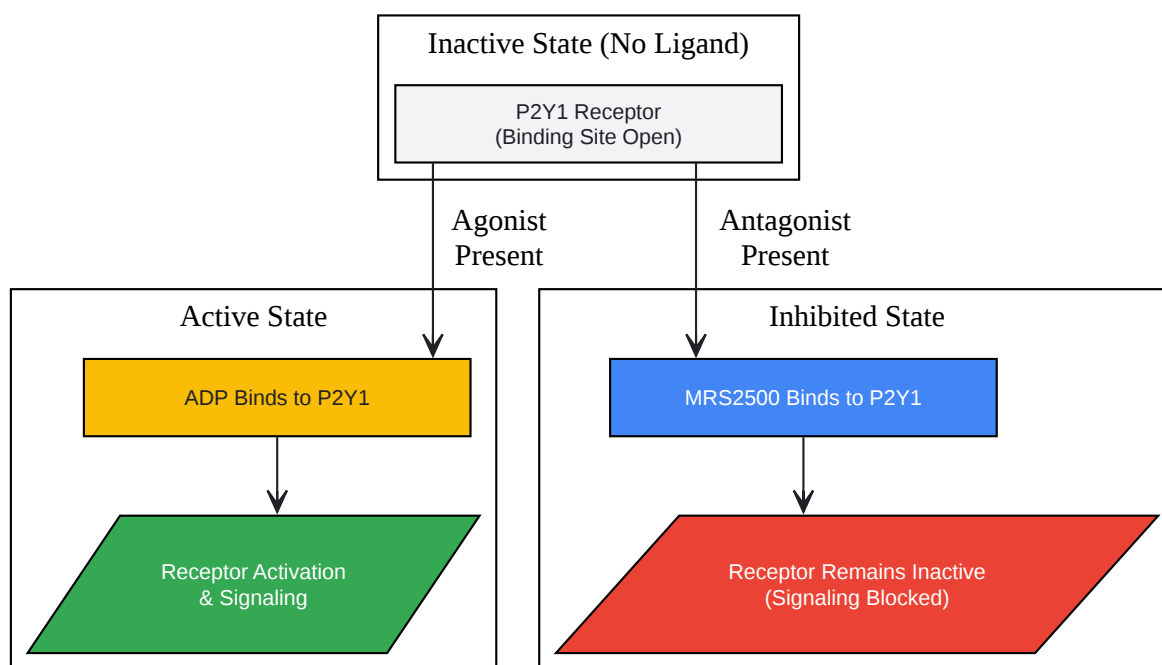 Inactive State (No Ligand)
P2Y1 Receptor
(Binding Site Open)
Agonist
Present
Antagonist
Present
Active State
ADP Binds to P2Y1
Receptor Activation
& Signaling
Inhibited State
MRS2500 Binds to P2Y1
Receptor Remains Inactive
(Signaling Blocked)